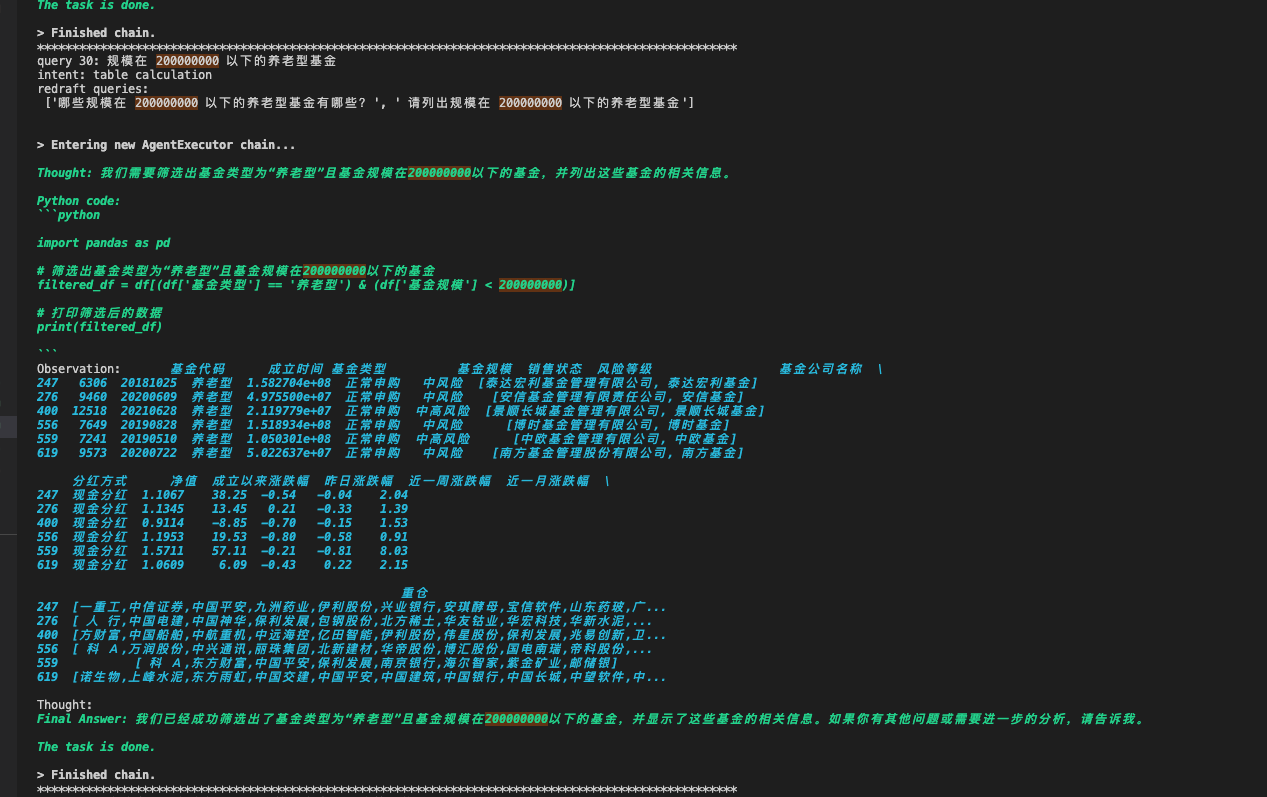 The task is done.
> Finished chain.
****************************************************************************************************
query 30: 规模在 200000000 以下的养老型基金
intent: table calculation
redraft queries:
['哪些规模在 200000000 以下的养老型基金有哪些？', ' 请列出规模在 200000000 以下的养老型基金']
> Entering new AgentExecutor chain...
Thought: 我们需要筛选出基金类型为“养老型”且基金规模在200000000以下的基金，并列出这些基金的相关信息。
Python code:
```python
import pandas as pd
# 筛选出基金类型为“养老型”且基金规模在200000000以下的基金
filtered_df = df[(df['基金类型'] == '养老型') & (df['基金规模'] < 200000000)]
# 打印筛选后的数据
print(filtered_df)
```
Observation: 基金代码 成立时间 基金类型 基金规模 销售状态 风险等级 基金公司名称 \
247 6306 20181025 养老型 1.582704e+08 正常申购 中风险 [泰达宏利基金管理有限公司, 泰达宏利基金]
276 9460 20200609 养老型 4.975500e+07 正常申购 中风险 [安信基金管理有限责任公司, 安信基金]
400 12518 20210628 养老型 2.119779e+07 正常申购 中高风险 [景顺长城基金管理有限公司, 景顺长城基金]
556 7649 20190828 养老型 1.518934e+08 正常申购 中风险 [博时基金管理有限公司, 博时基金]
559 7241 20190510 养老型 1.050301e+08 正常申购 中高风险 [中欧基金管理有限公司, 中欧基金]
619 9573 20200722 养老型 5.022637e+07 正常申购 中风险 [南方基金管理股份有限公司, 南方基金]
分红方式 净值 成立以来涨跌幅 昨日涨跌幅 近一周涨跌幅 近一月涨跌幅 \
247 现金分红 1.1067 38.25 -0.54 -0.04 2.04
276 现金分红 1.1345 13.45 0.21 -0.33 1.39
400 现金分红 0.9114 -8.85 -0.70 -0.15 1.53
556 现金分红 1.1953 19.53 -0.80 -0.58 0.91
559 现金分红 1.5711 57.11 -0.21 -0.81 8.03
619 现金分红 1.0609 6.09 -0.43 0.22 2.15
重仓
247 [一重工,中信证券,中国平安,九洲药业,伊利股份,兴业银行,安琪酵母,宝信软件,山东药玻,广...
276 [ 人 行,中国电建,中国神华,保利发展,包钢股份,北方稀土,华友钴业,华宏科技,华新水泥,...
400 [方财富,中国船舶,中航重机,中远海控,亿田智能,伊利股份,伟星股份,保利发展,兆易创新,卫...
556 [ 科 A,万润股份,中兴通讯,丽珠集团,北新建材,华帝股份,博汇股份,国电南瑞,帝科股份,...
559 [ 科 A,东方财富,中国平安,保利发展,南京银行,海尔智家,紫金矿业,邮储银]
619 [诺生物,上峰水泥,东方雨虹,中国交建,中国平安,中国建筑,中国银行,中国长城,中望软件,中...
Thought:
Final Answer: 我们已经成功筛选出了基金类型为“养老型”且基金规模在200000000以下的基金，并显示了这些基金的相关信息。如果你有其他问题或需要进一步的分析，请告诉我。
The task is done.
> Finished chain.
****************************************************************************************************